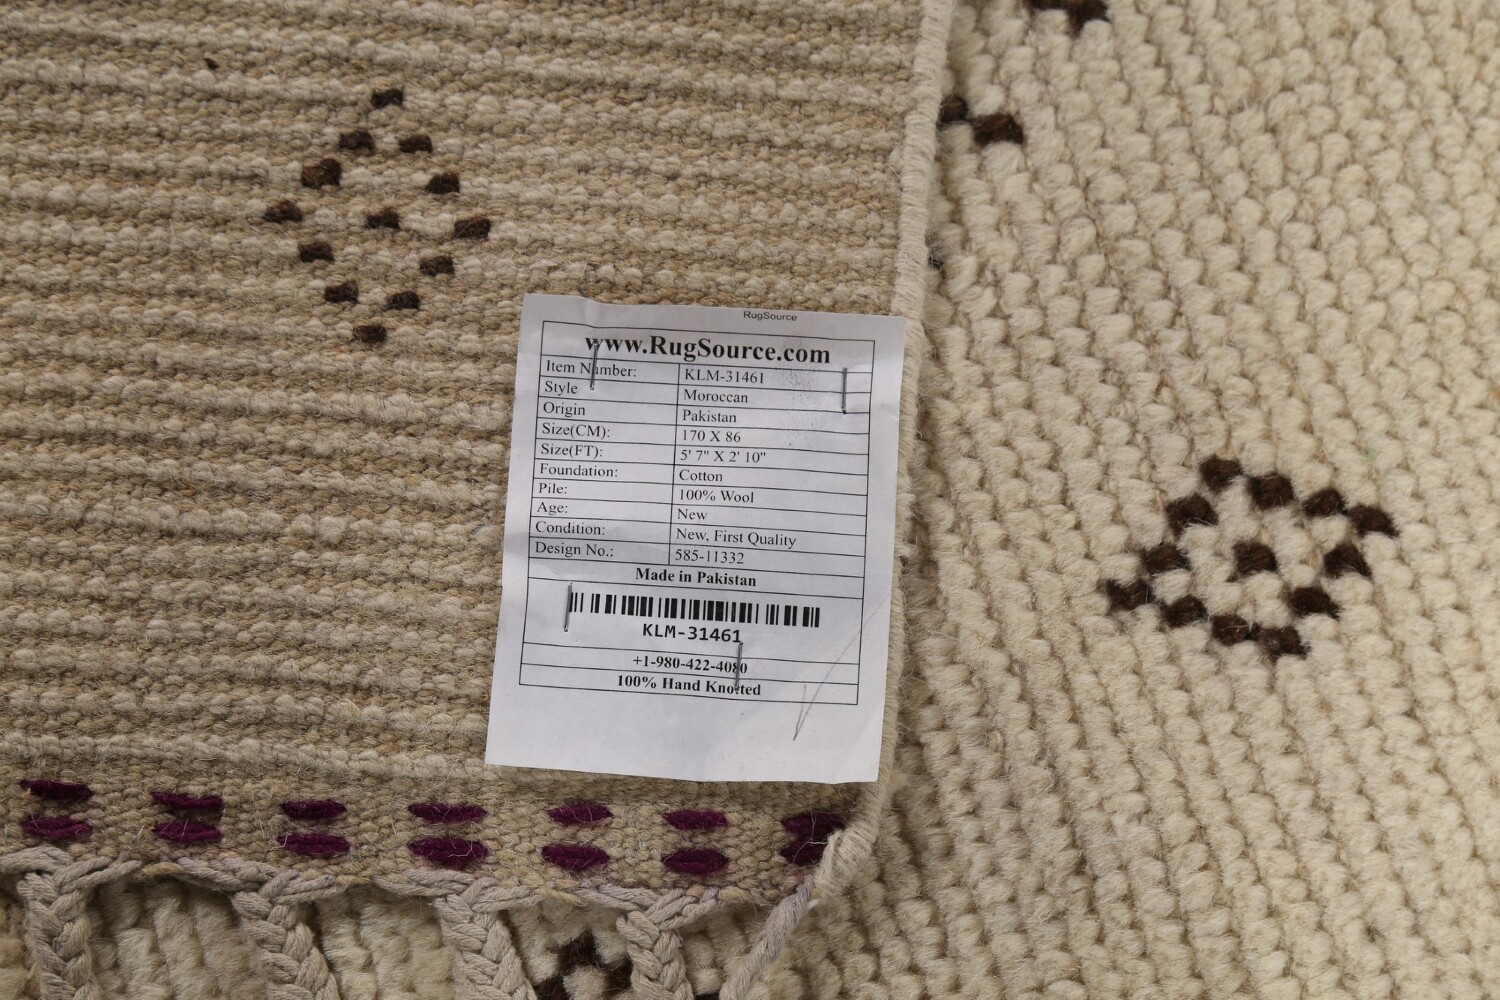 RugSource
www.RugSource.com
Item Number: KLM-31461
Style Moroccan
Origin Pakistan
Size(CM): 170 X 86
Size(FT): 5' 7" X 2' 10"
Foundation: Cotton
Pile: 100% Wool
Age: New
Condition: New, First Quality
Design No.: 585-11332
Made in Pakistan
KLM-31461
+1-980-422-4080
100% Hand Knotted